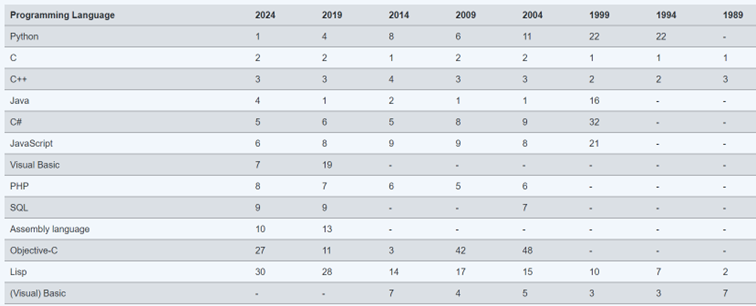 Programming Language 2024 2019 2014 2009 2004 1999 1994 1989
Python 1 4 8 6 11 22 22 -
C 2 2 1 2 2 1 1 1
C++ 3 3 4 3 3 2 2 3
Java 4 1 2 1 1 16 - -
C# 5 6 5 8 9 32 - -
JavaScript 6 8 9 9 8 21 - -
Visual Basic 7 19 - - - - - -
PHP 8 7 6 5 6 - - -
SQL 9 9 - - 7 - - -
Assembly language 10 13 - - - - - -
Objective-C 27 11 3 42 48 - - -
Lisp 30 28 14 17 15 10 7 2
(Visual) Basic - - 7 4 5 3 3 7